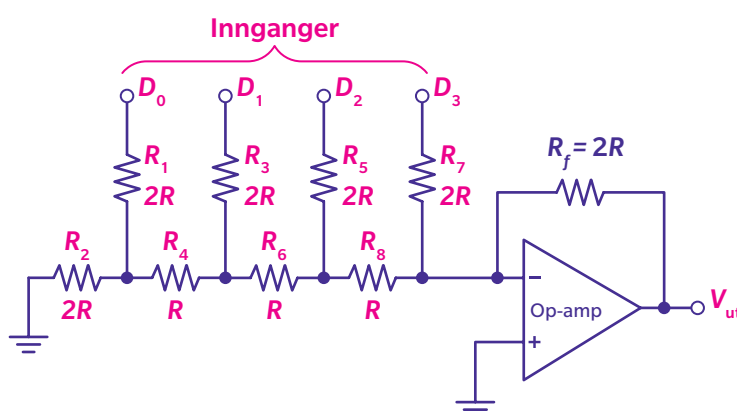 Innganger
D0 D1 D2 D3
R1 R3 R5 R7
2R 2R 2R 2R
Rf = 2R
R2 R4 R6 R8
2R R R R
−
Op-amp
+
Vut